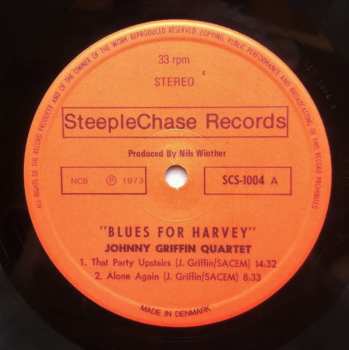 ALL RIGHTS OF THE RECORD PRODUCER AND OF THE OWNER OF THE WORK REPRODUCED RESERVED. COPYING, PUBLIC PERFORMANCE AND BROADCASTING OF THIS RECORD PROHIBITED
33 rpm
STEREO
SteepleChase Records
Produced By Nils Winther
NCB ℗ 1973 SCS-1004 A
"BLUES FOR HARVEY"
JOHNNY GRIFFIN QUARTET
1. That Party Upstairs (J. Griffin/SACEM) 14:32
2. Alone Again (J. Griffin/SACEM) 8:33
MADE IN DENMARK